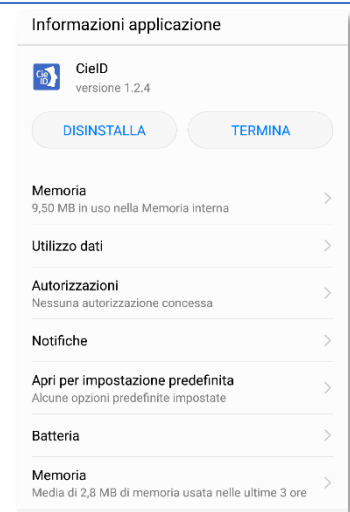 Informazioni applicazione
Cie
ID
CieID
versione 1.2.4
DISINSTALLA
TERMINA
Memoria
9,50 MB in uso nella Memoria interna
Utilizzo dati
Autorizzazioni
Nessuna autorizzazione concessa
Notifiche
Apri per impostazione predefinita
Alcune opzioni predefinite impostate
Batteria
Memoria
Media di 2,8 MB di memoria usata nelle ultime 3 ore